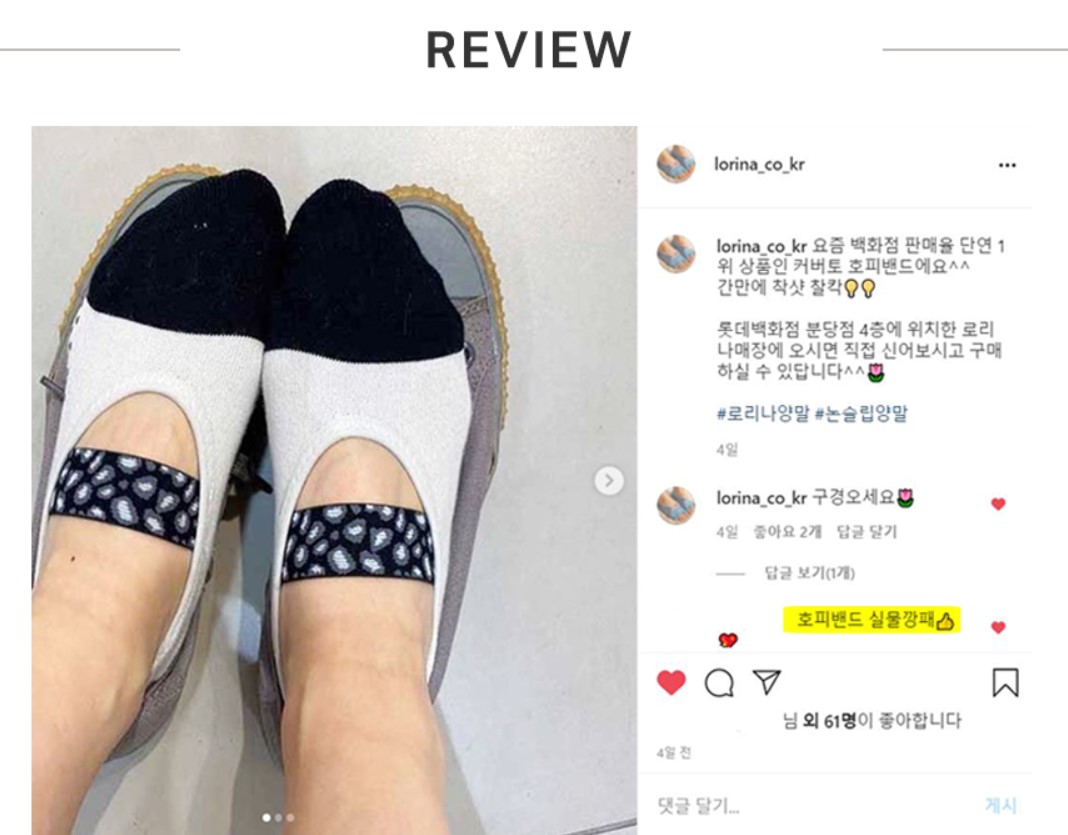 REVIEW
lorina_co_kr
lorina_co_kr 요즘 백화점 판매율 단연 1
위 상품인 커버토 호피밴드에요^^
간만에 착샷 찰칵💡💡
롯데백화점 분당점 4층에 위치한 로리
나매장에 오시면 직접 신어보시고 구매
하실 수 있답니다^^🌷
#로리나양말 #논슬립양말
4일
lorina_co_kr 구경오세요🌷
4일 좋아요 2개 답글 달기
답글 보기(1개)
호피밴드 실물깡패👍
님 외 61명이 좋아합니다
4일 전
댓글 달기...
게시